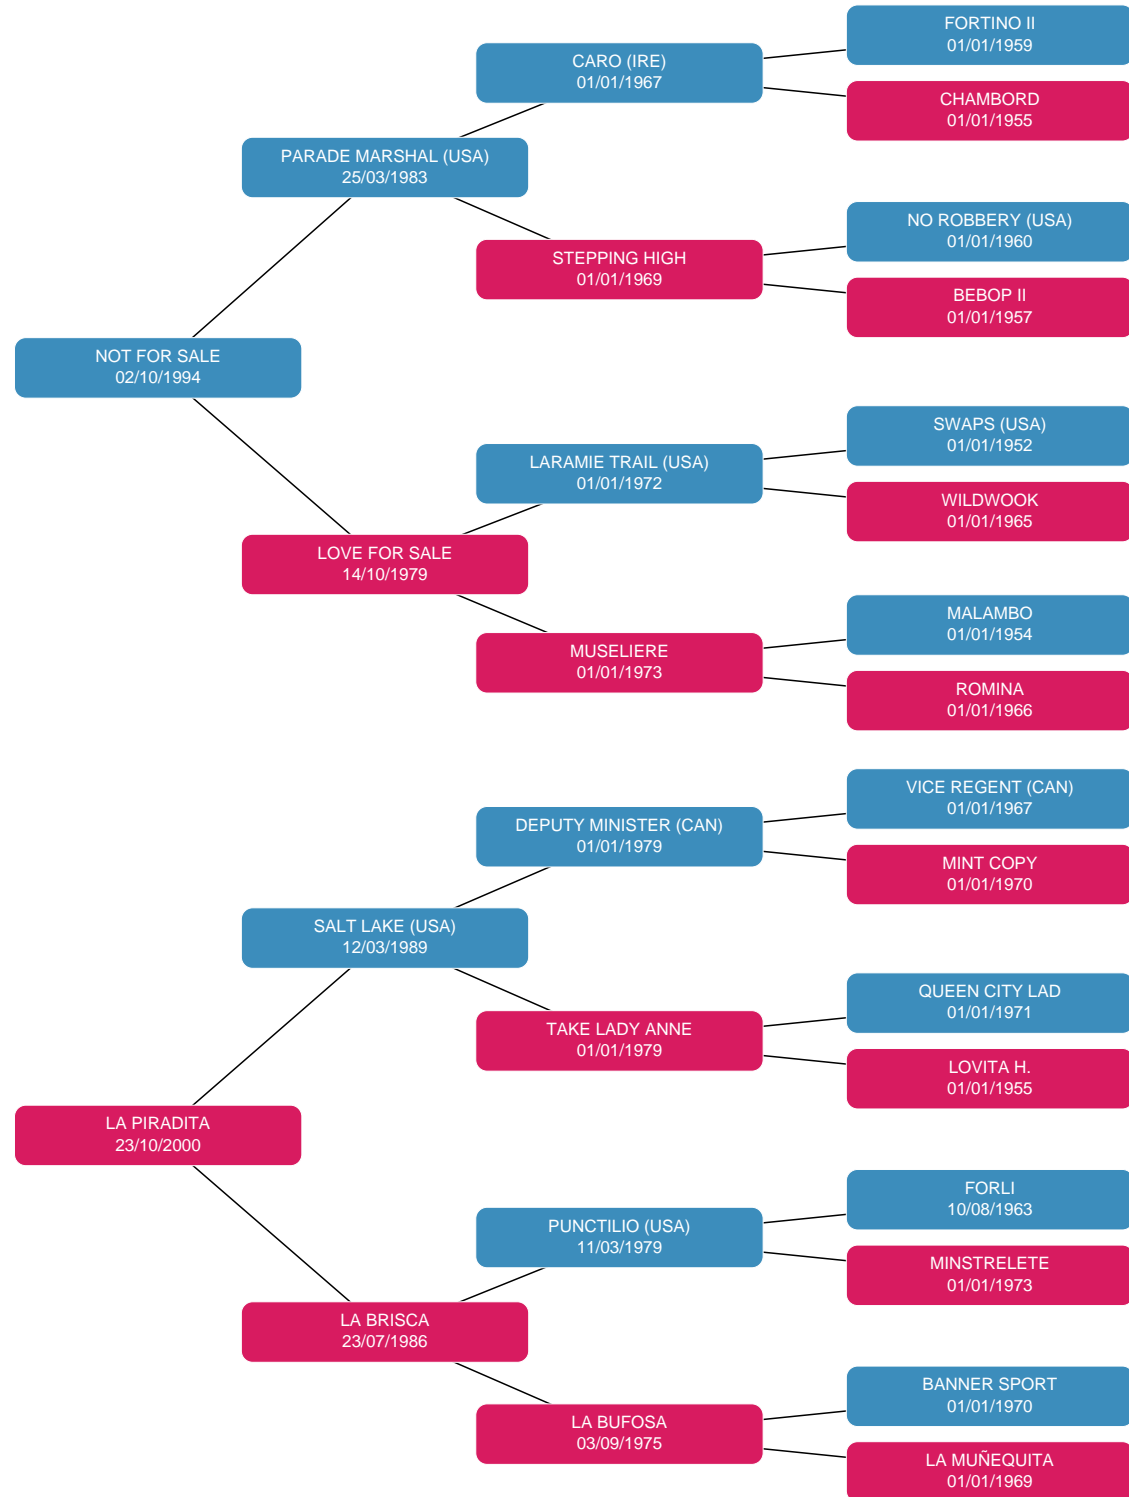 FORTINO II
01/01/1959
CARO (IRE)
01/01/1967
CHAMBORD
01/01/1955
PARADE MARSHAL (USA)
25/03/1983
NO ROBBERY (USA)
01/01/1960
STEPPING HIGH
01/01/1969
BEBOP II
01/01/1957
NOT FOR SALE
02/10/1994
SWAPS (USA)
01/01/1952
LARAMIE TRAIL (USA)
01/01/1972
WILDWOOK
01/01/1965
LOVE FOR SALE
14/10/1979
MALAMBO
01/01/1954
MUSELIERE
01/01/1973
ROMINA
01/01/1966
VICE REGENT (CAN)
01/01/1967
DEPUTY MINISTER (CAN)
01/01/1979
MINT COPY
01/01/1970
SALT LAKE (USA)
12/03/1989
QUEEN CITY LAD
01/01/1971
TAKE LADY ANNE
01/01/1979
LOVITA H.
01/01/1955
LA PIRADITA
23/10/2000
FORLI
10/08/1963
PUNCTILIO (USA)
11/03/1979
MINSTRELETE
01/01/1973
LA BRISCA
23/07/1986
BANNER SPORT
01/01/1970
LA BUFOSA
03/09/1975
LA MUÑEQUITA
01/01/1969